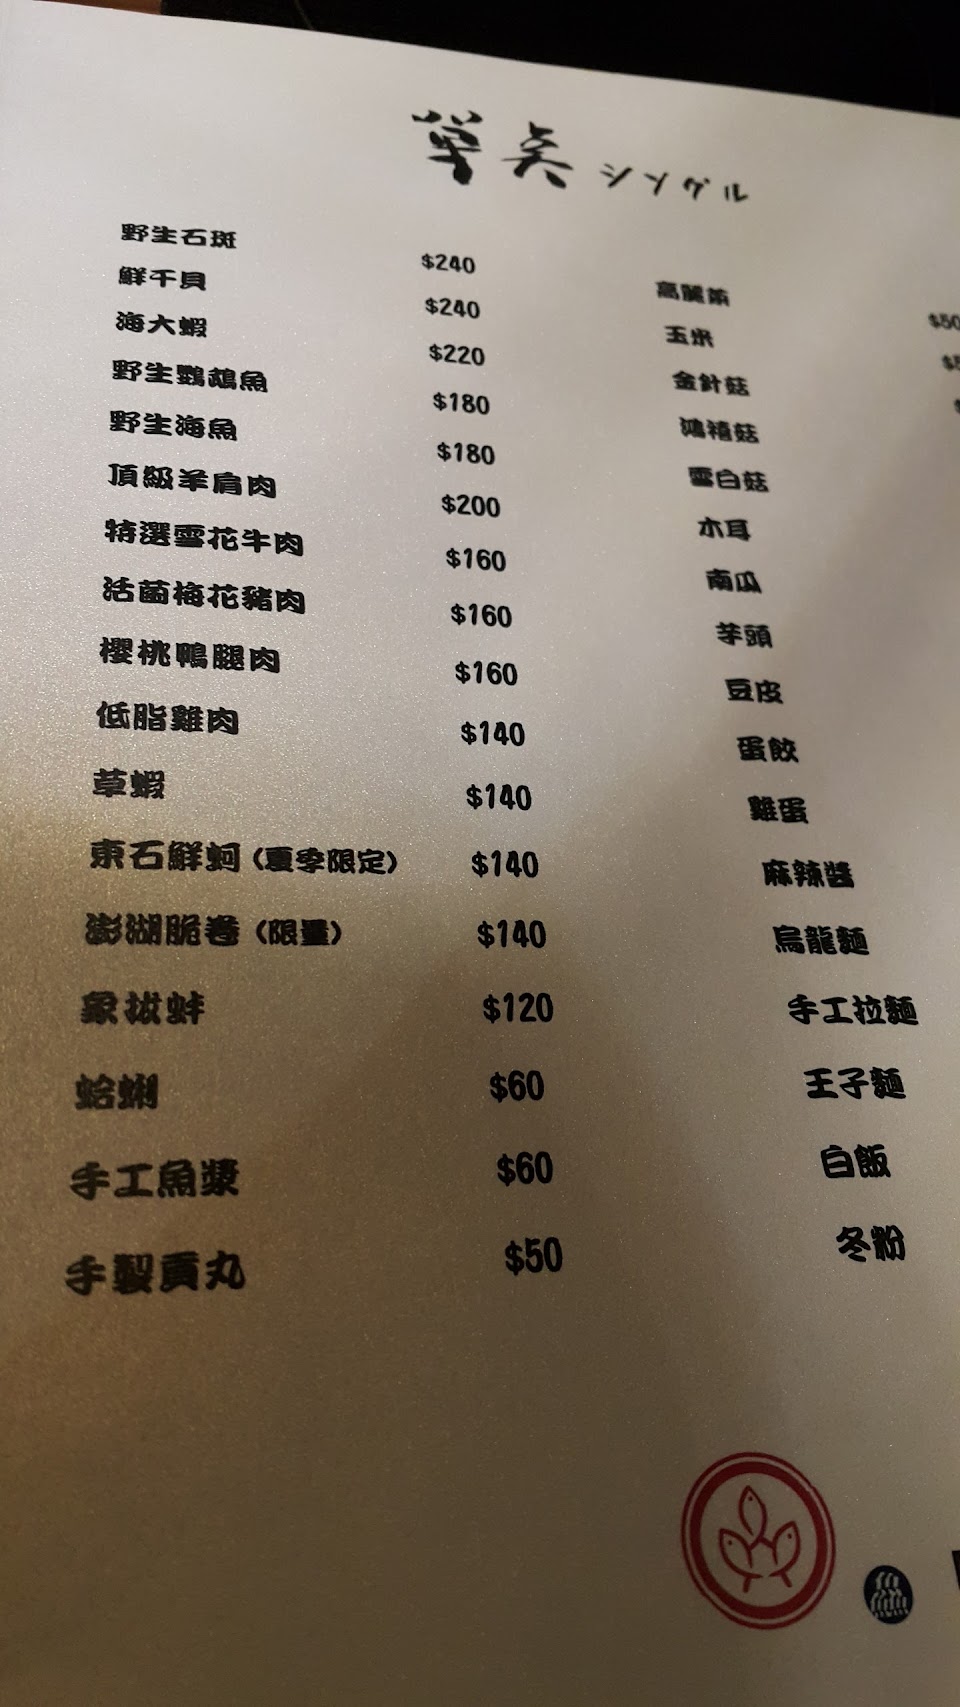 單点 シングル
野生石斑 $240
鮮干貝 $240
海大蝦 $220
野生鸚鵡魚 $180
野生海魚 $180
頂級羊肩肉 $200
特選雪花牛肉 $160
活菌梅花豬肉 $160
櫻桃鴨腿肉 $160
低脂雞肉 $140
草蝦 $140
東石鮮蚵（夏季限定） $140
澎湖脆卷（限量） $140
象拔蚌 $120
蛤蜊 $60
手工魚漿 $60
手製貢丸 $50
高麗菜 $50
玉米
金針菇
鴻禧菇
雪白菇
木耳
南瓜
芋頭
豆皮
蛋餃
雞蛋
麻辣醬
烏龍麵
手工拉麵
王子麵
白飯
冬粉